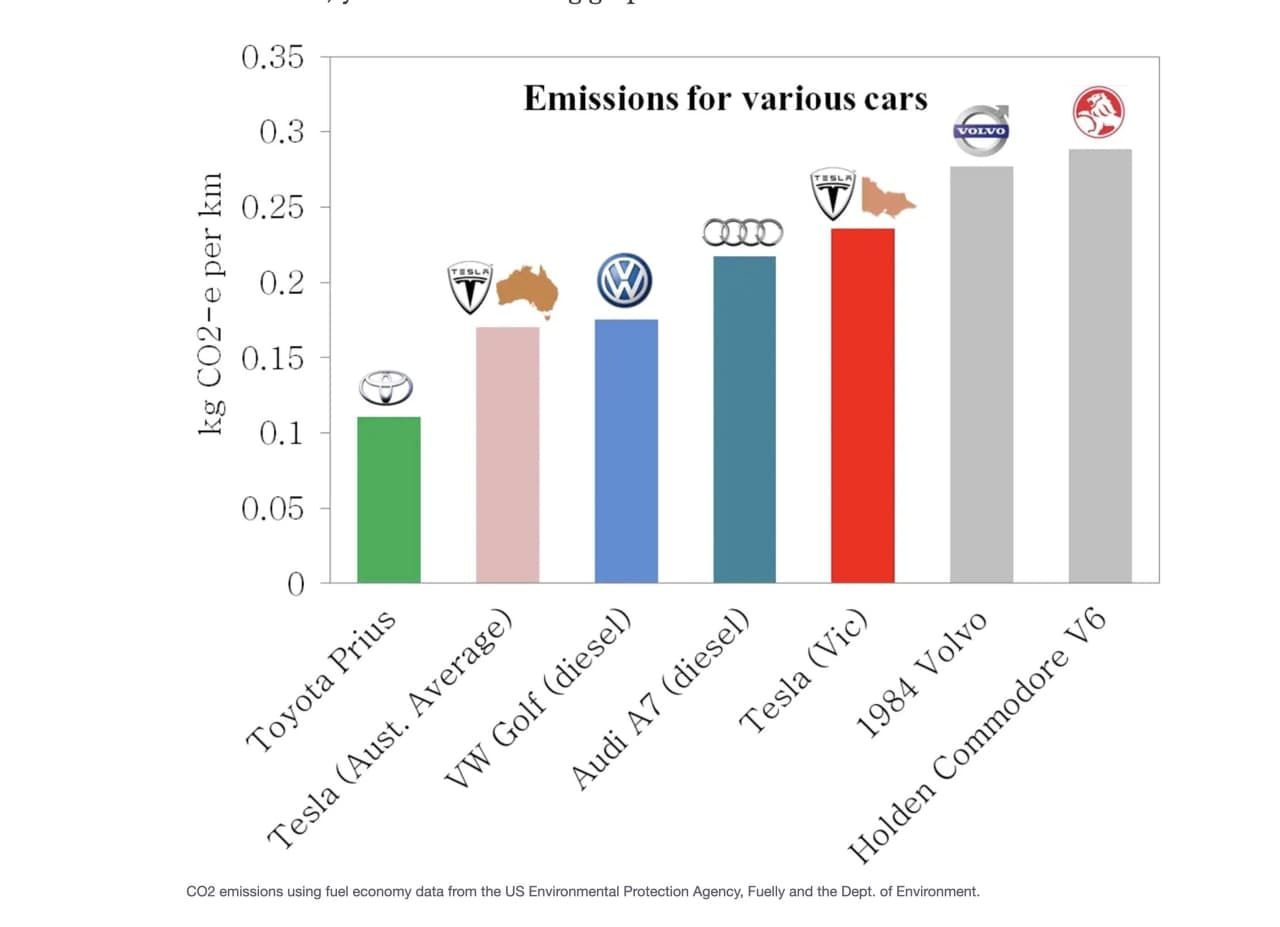 0.35
Emissions for various cars
0.3
0.25
0.2
0.15
0.1
0.05
0
kg CO2-e per km
VOLVO
TESLA
TESLA
Toyota Prius
Tesla (Aust. Average)
VW Golf (diesel)
Audi A7 (diesel)
Tesla (Vic)
1984 Volvo
Holden Commodore V6
CO2 emissions using fuel economy data from the US Environmental Protection Agency, Fuelly and the Dept. of Environment.